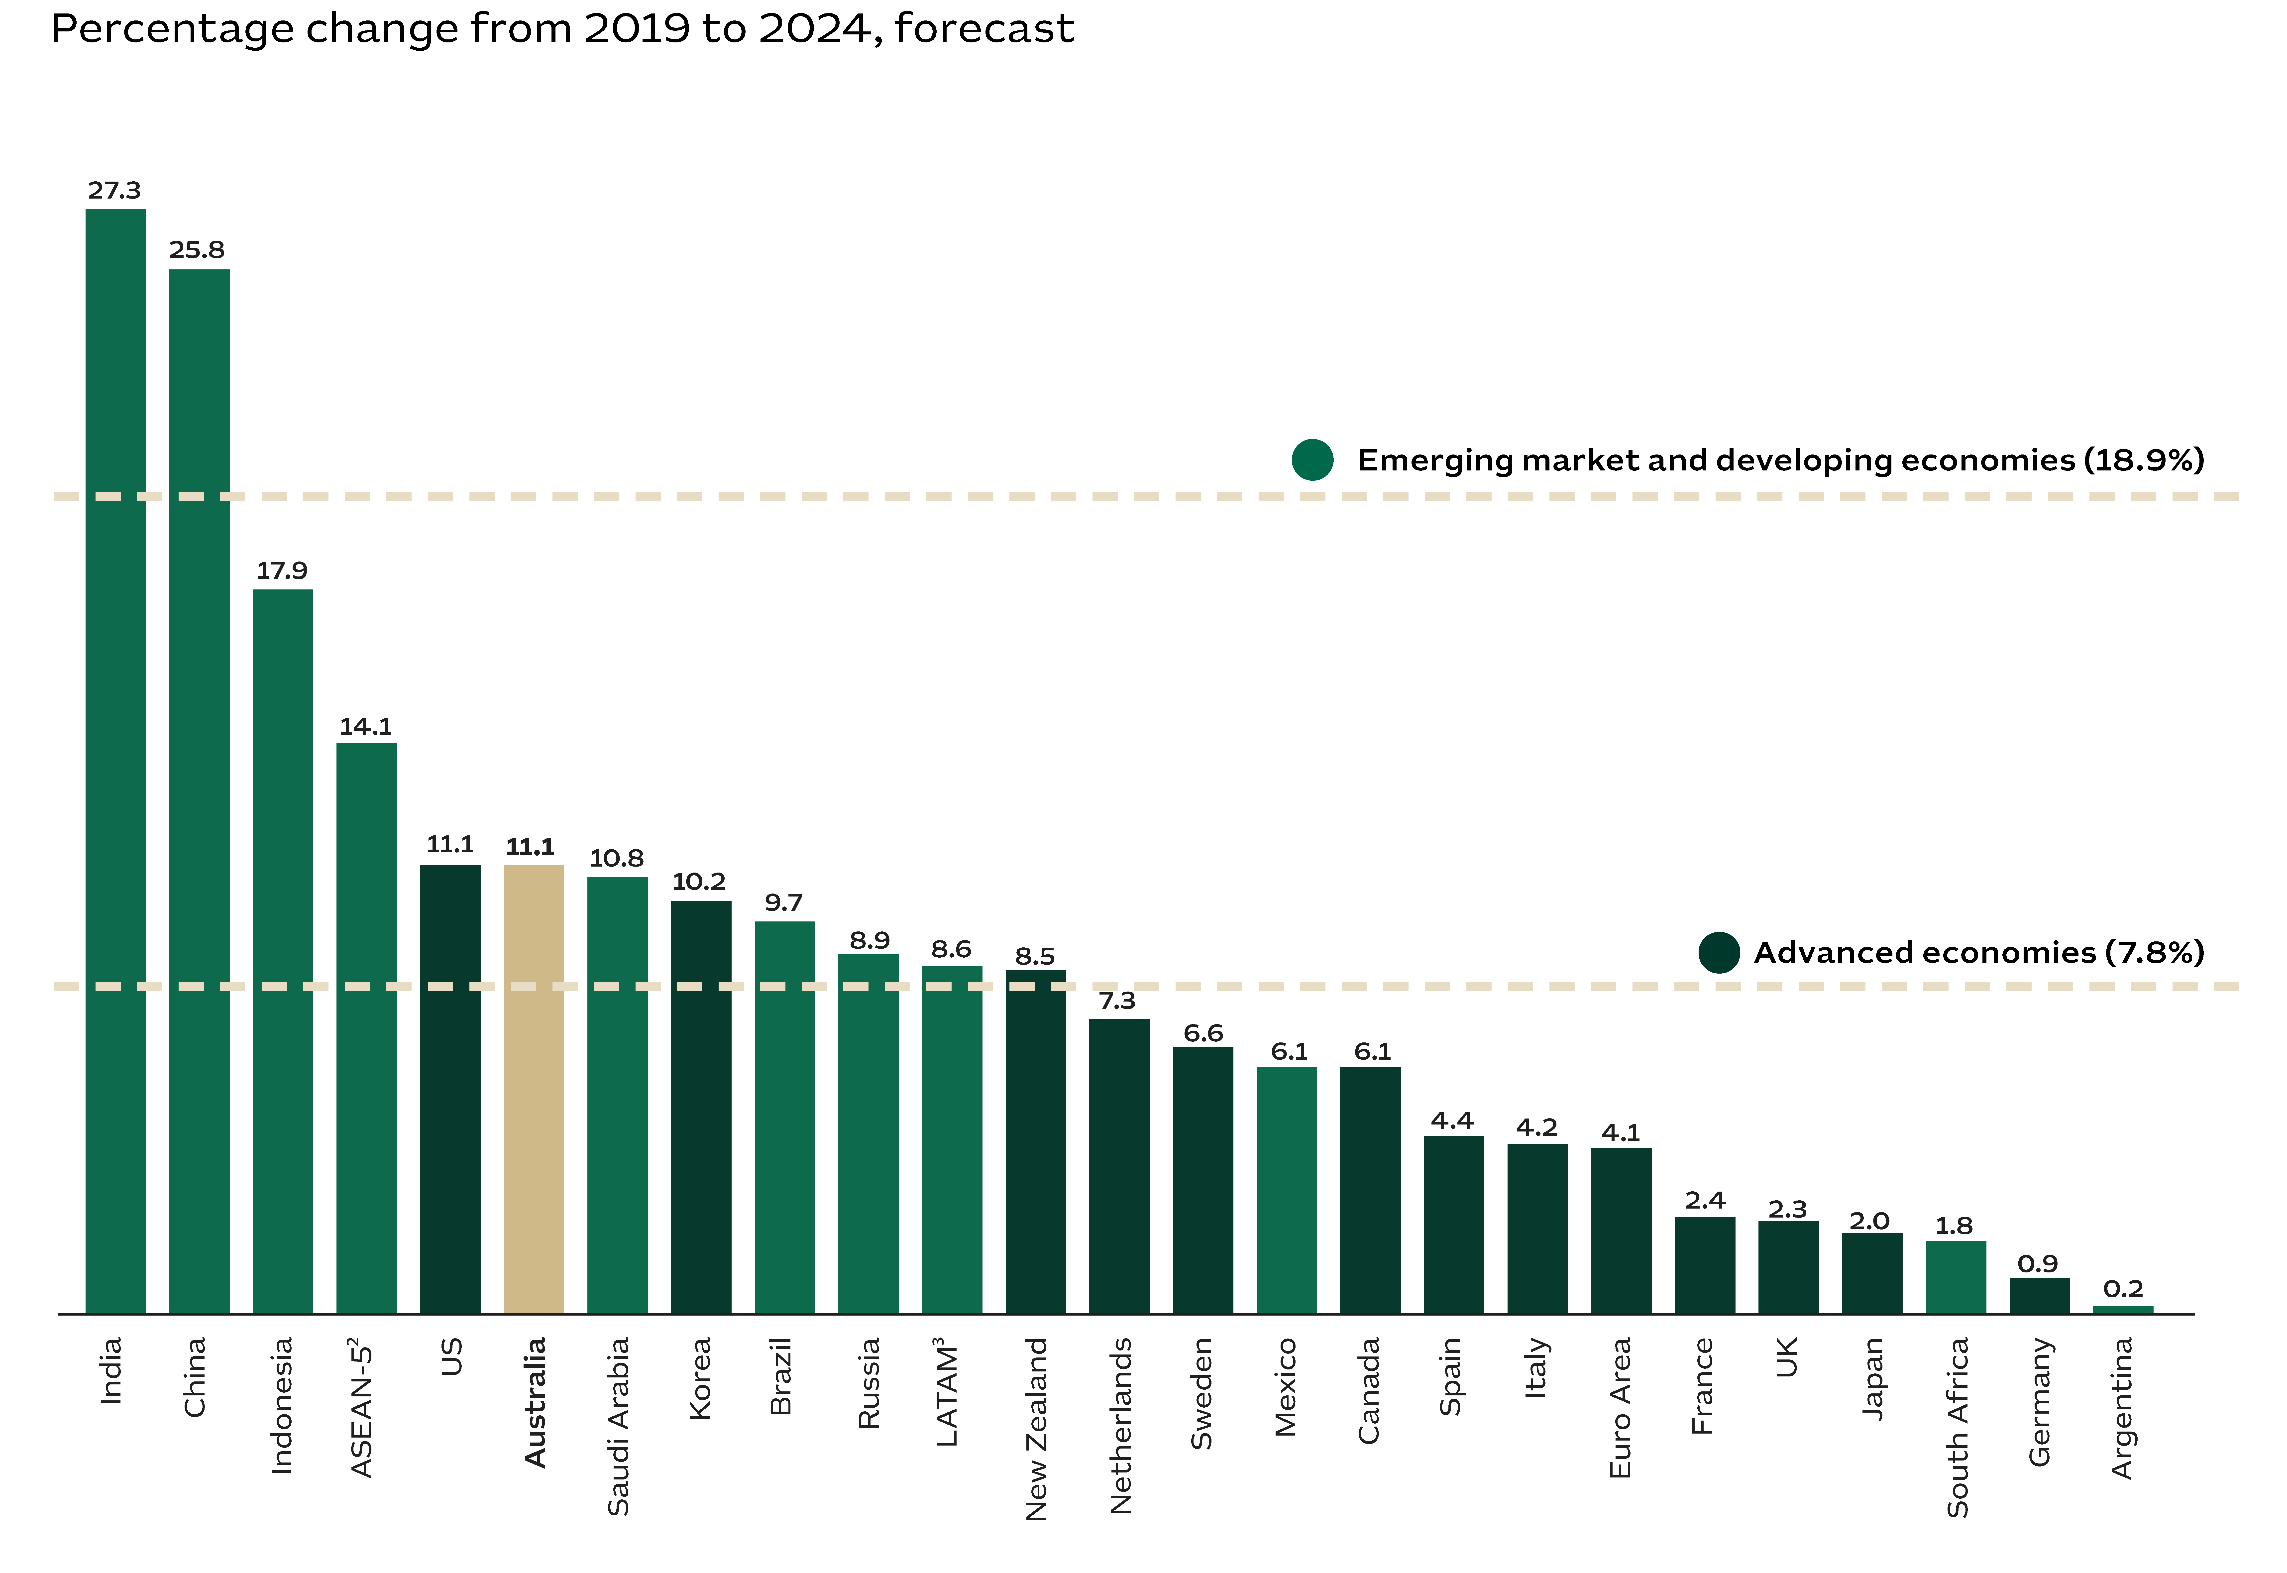 Percentage change from 2019 to 2024, forecast
27.3
25.8
17.9
14.1
11.1
11.1
10.8
10.2
9.7
8.9
8.6
8.5
7.3
6.6
6.1
6.1
4.4
4.2
4.1
2.4
2.3
2.0
1.8
0.9
0.2
Emerging market and developing economies (18.9%)
Advanced economies (7.8%)
India
China
Indonesia
ASEAN-5²
US
Australia
Saudi Arabia
Korea
Brazil
Russia
LATAM³
New Zealand
Netherlands
Sweden
Mexico
Canada
Spain
Italy
Euro Area
France
UK
Japan
South Africa
Germany
Argentina